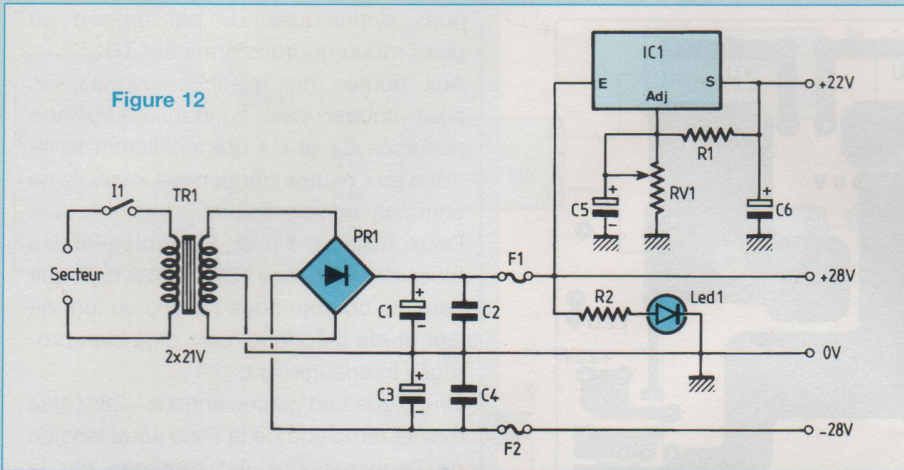 Figure 12
I1
TR1
Secteur
2x21V
PR1
C1
+
−
C2
C3
+
−
C4
F1
F2
IC1
E
S
Adj
R1
RV1
C5
+
−
C6
+
R2
Led1
+22V
+28V
0V
−28V